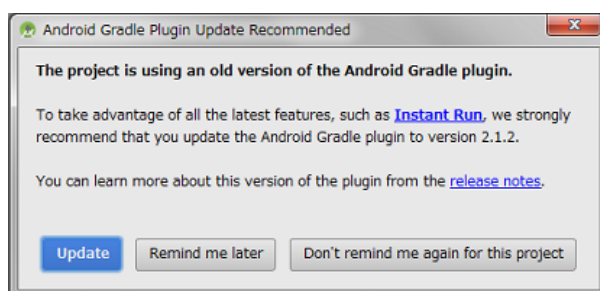 Android Gradle Plugin Update Recommended
The project is using an old version of the Android Gradle plugin.
To take advantage of all the latest features, such as Instant Run, we strongly
recommend that you update the Android Gradle plugin to version 2.1.2.
You can learn more about this version of the plugin from the release notes.
Update Remind me later Don't remind me again for this project